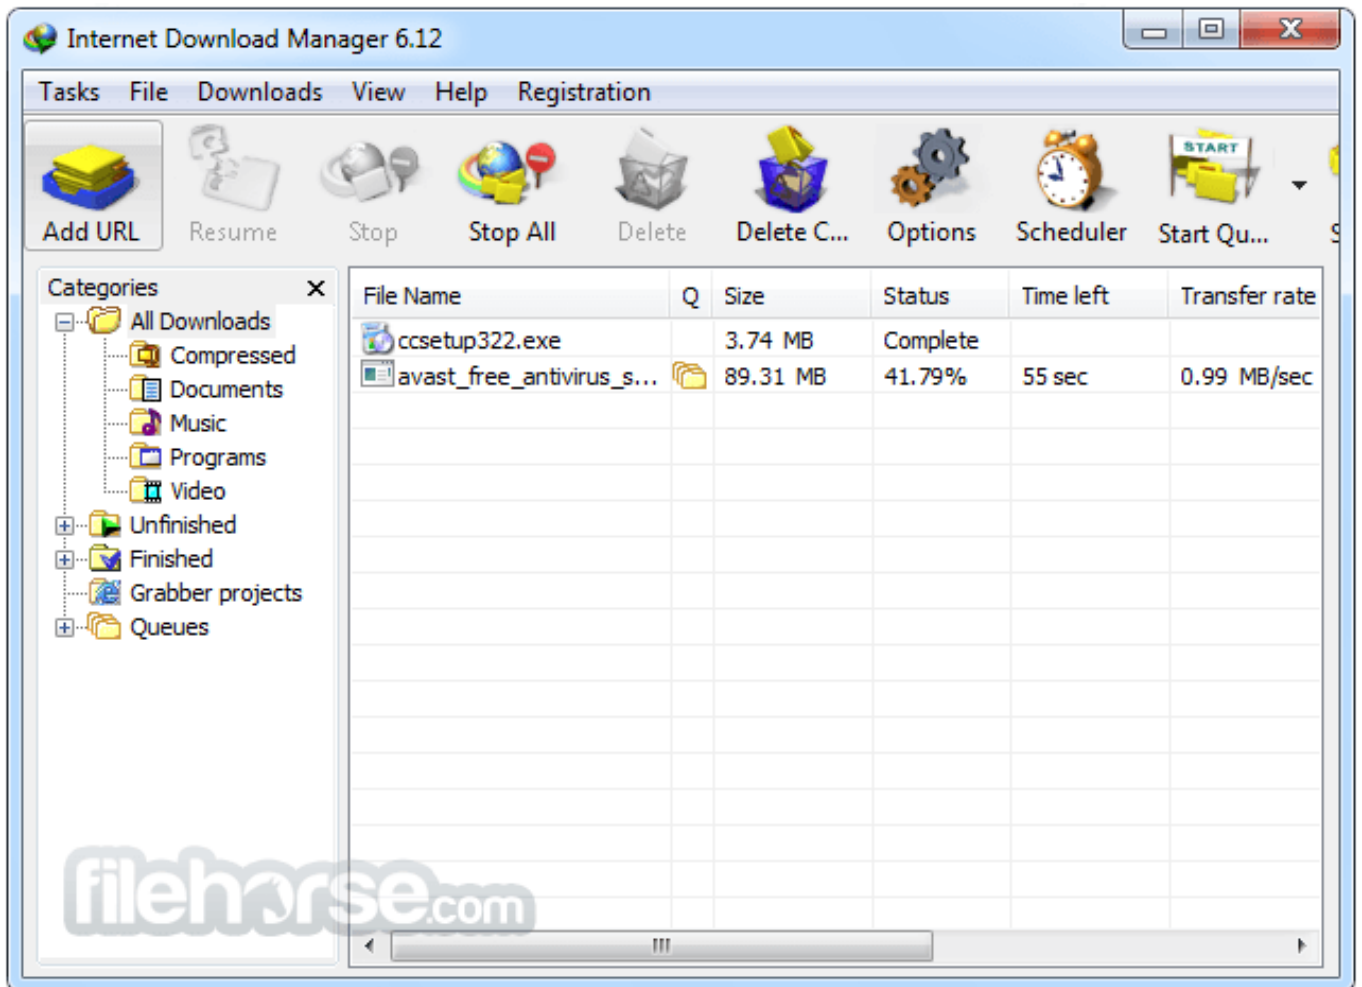 Internet Download Manager 6.12
Tasks File Downloads View Help Registration
Add URL Resume Stop Stop All Delete Delete C... Options Scheduler Start Qu...
START
Categories
All Downloads
Compressed
Documents
Music
Programs
Video
Unfinished
Finished
Grabber projects
Queues
File Name Q Size Status Time left Transfer rate
ccsetup322.exe 3.74 MB Complete
avast_free_antivirus_s... 89.31 MB 41.79% 55 sec 0.99 MB/sec
filehorse.com